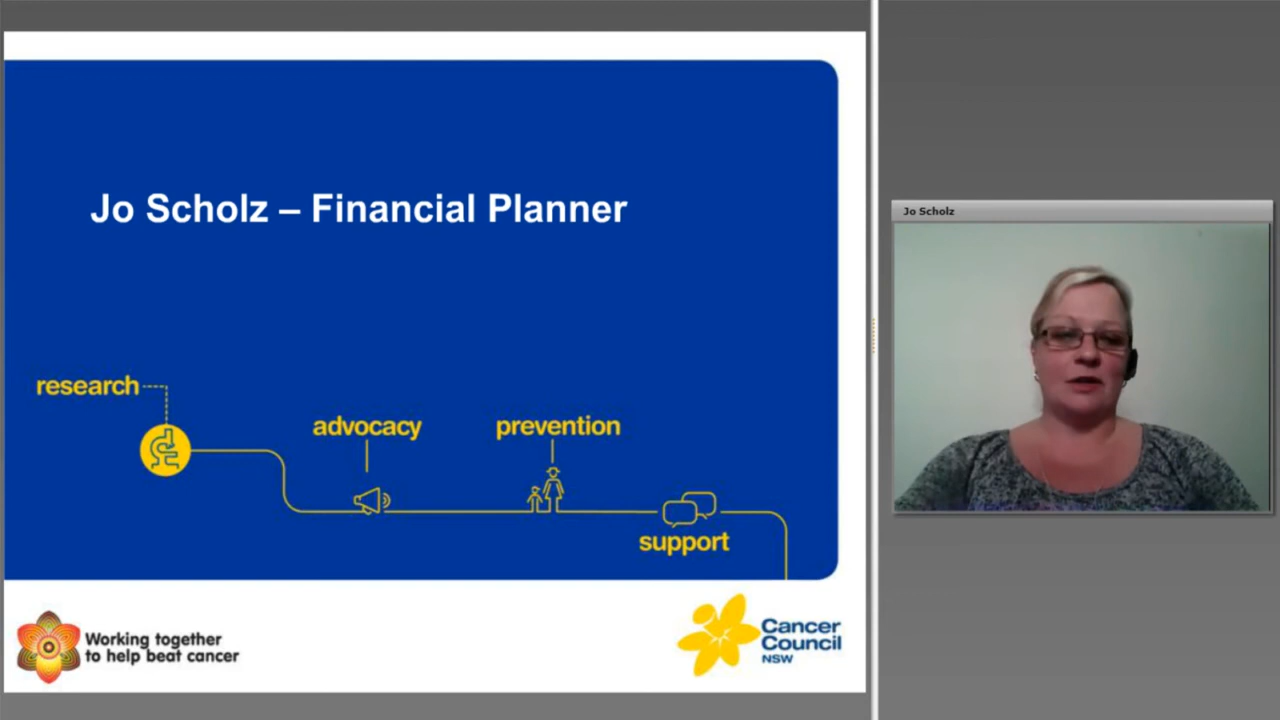 Jo Scholz – Financial Planner
research
advocacy
prevention
support
Working together
to help beat cancer
Cancer
Council
NSW
Jo Scholz